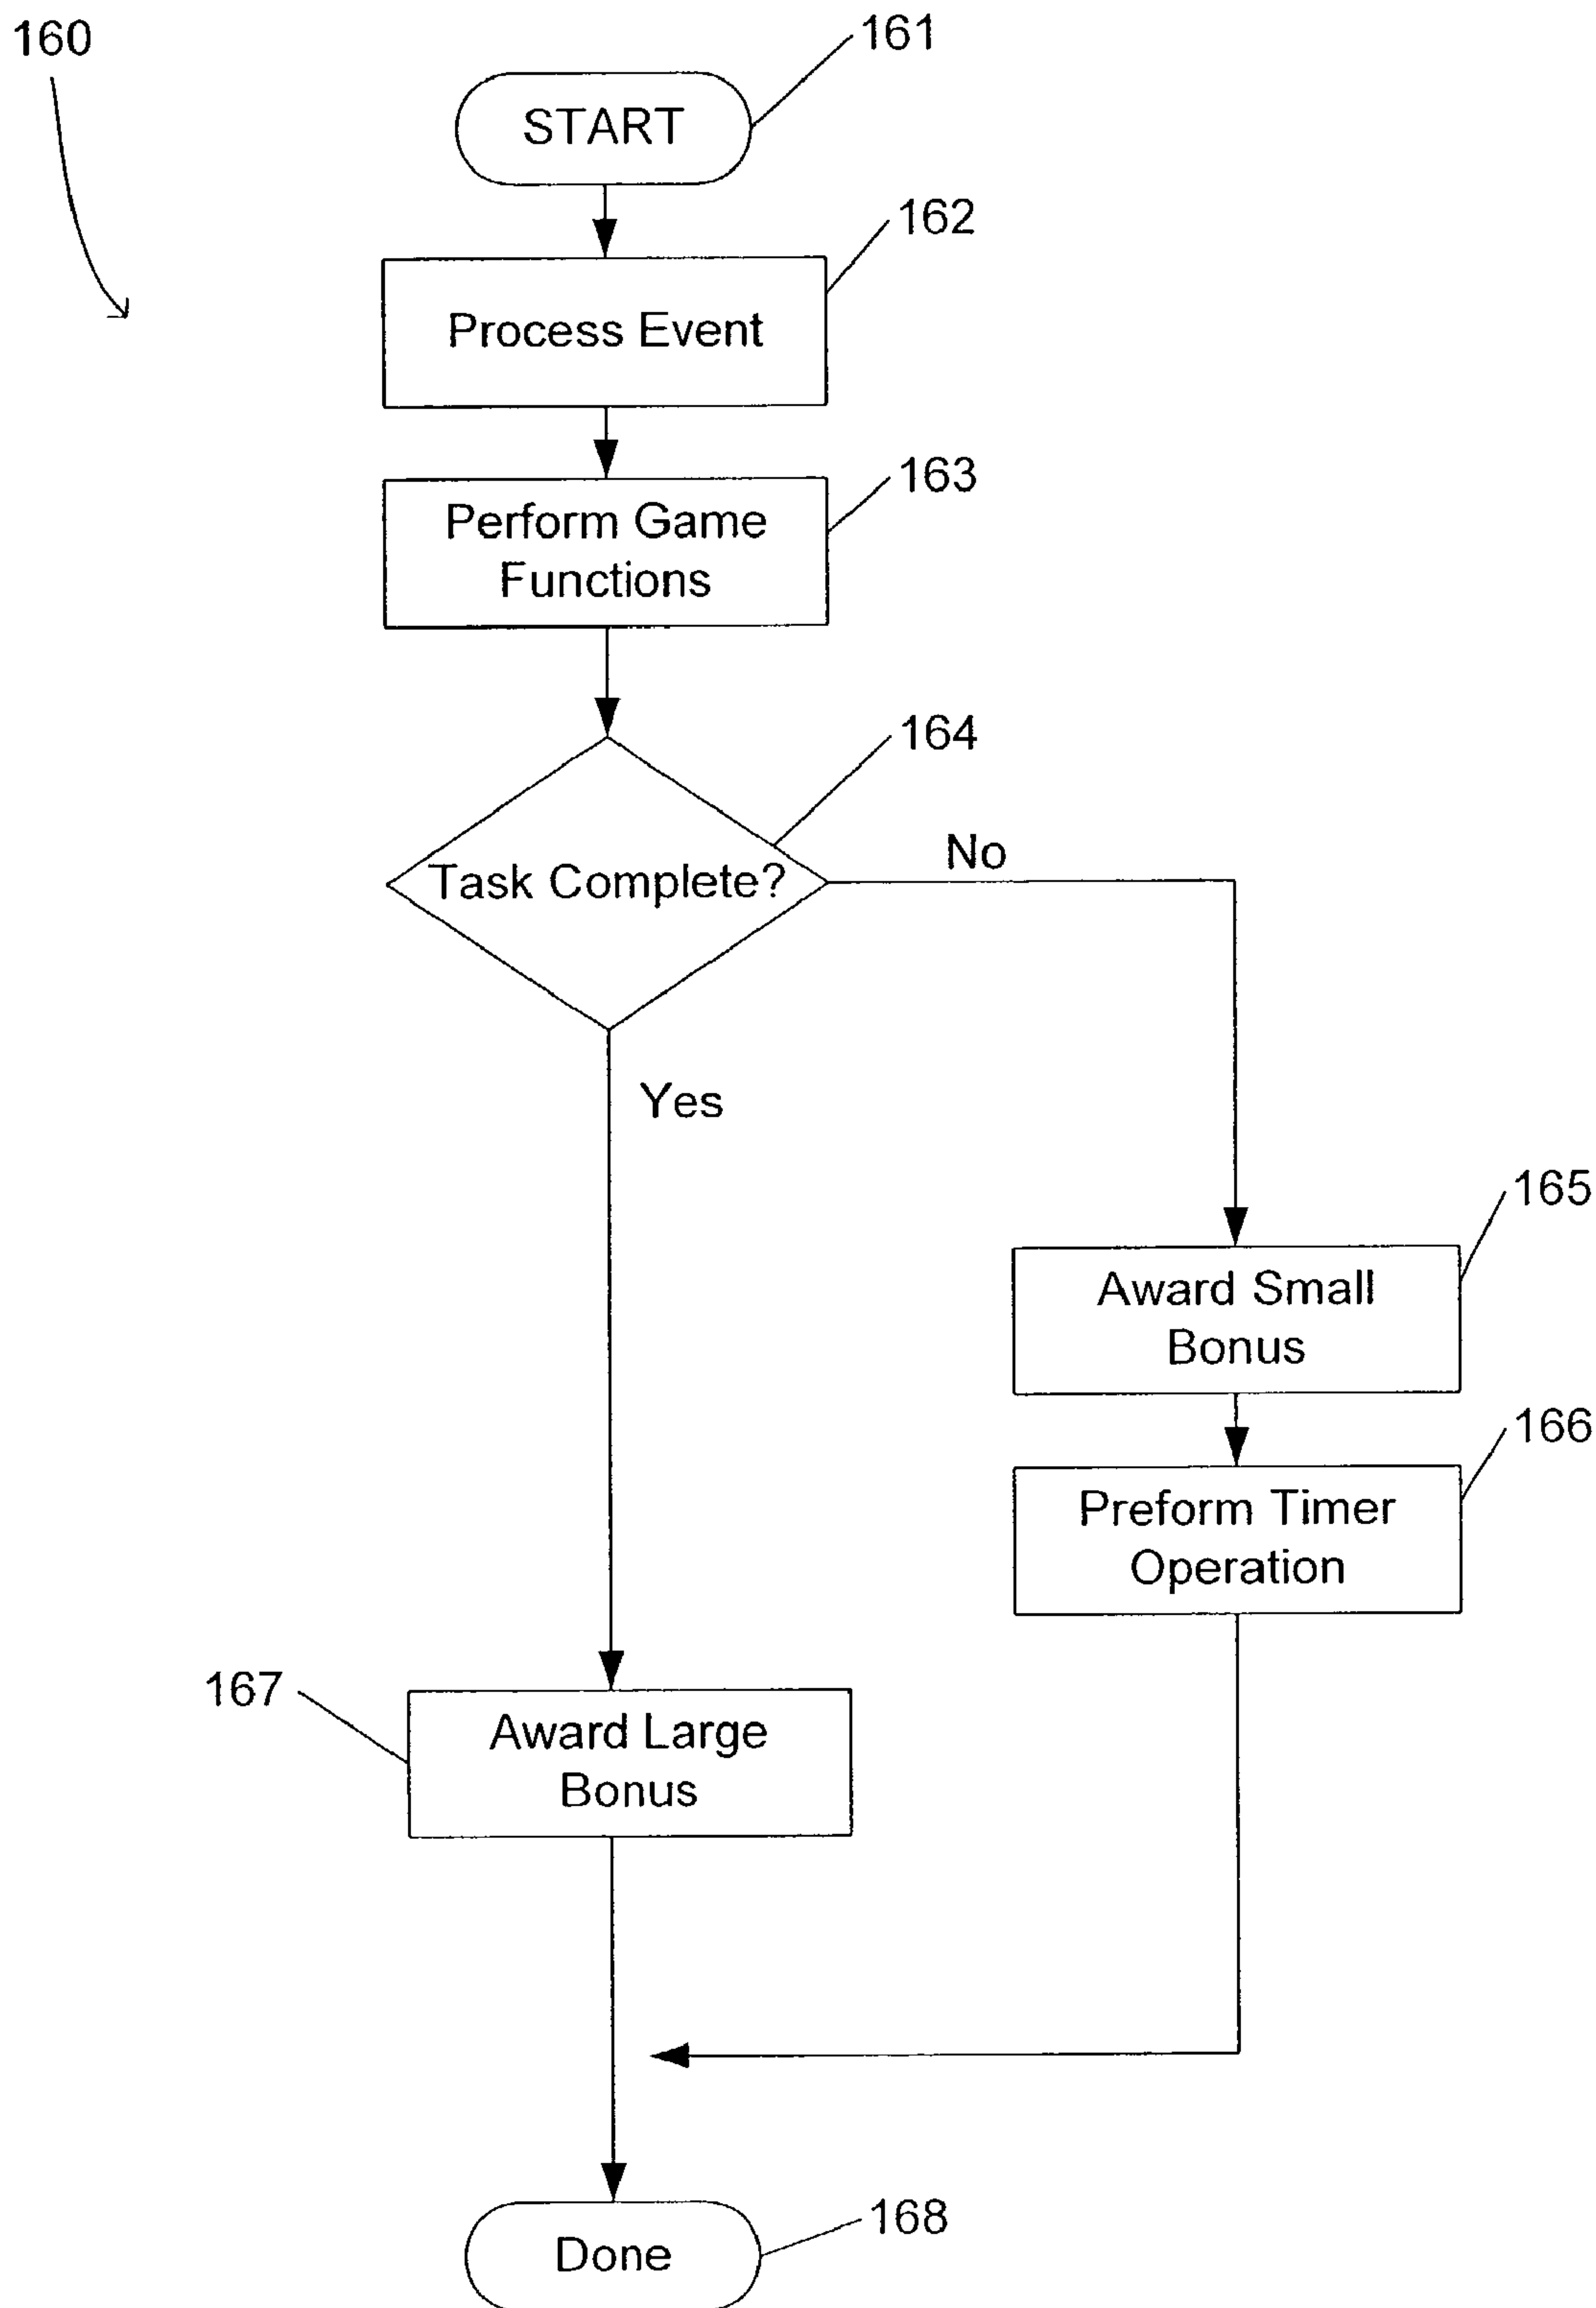 160
161
START
162
Process Event
163
Perform Game
Functions
164
Task Complete?
No
Yes
165
Award Small
Bonus
166
Preform Timer
Operation
167
Award Large
Bonus
168
Done